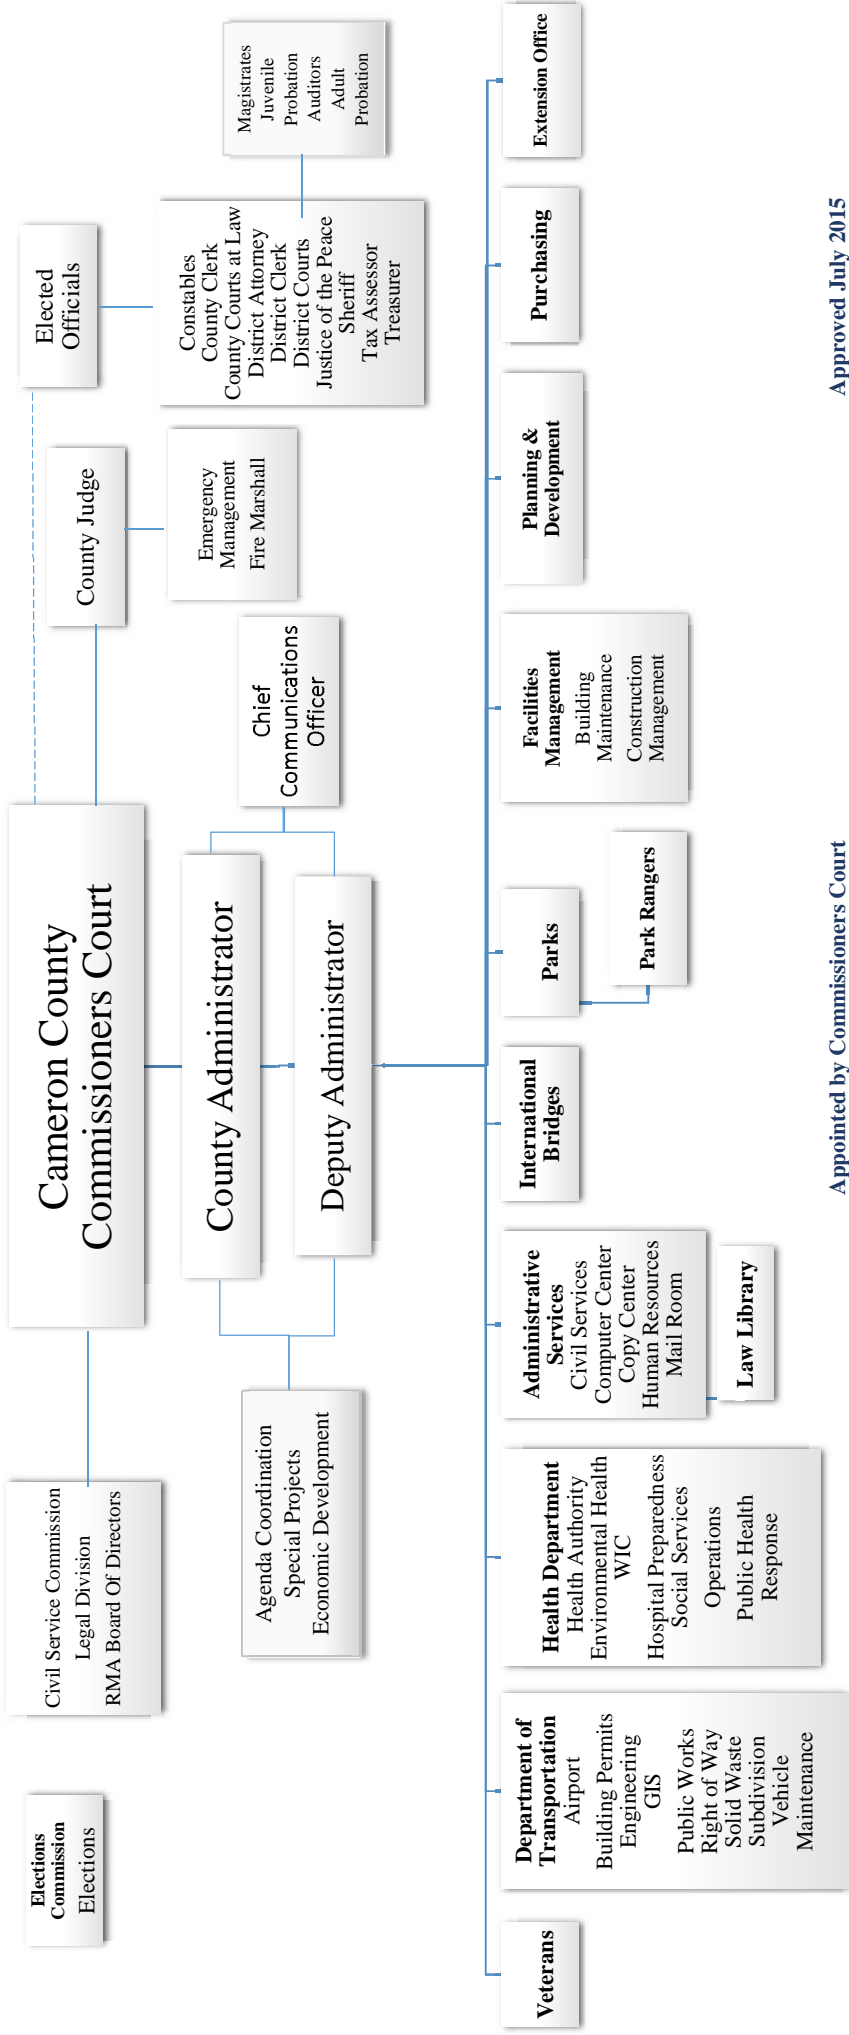 Elections
Commission
Elections
Civil Service Commission
Legal Division
RMA Board Of Directors
Cameron County
Commissioners Court
County Judge
Elected
Officials
Emergency
Management
Fire Marshall
Constables
County Clerk
County Courts at Law
District Attorney
District Clerk
District Courts
Justice of the Peace
Sheriff
Tax Assessor
Treasurer
Magistrates
Juvenile
Probation
Auditors
Adult
Probation
County Administrator
Deputy Administrator
Agenda Coordination
Special Projects
Economic Development
Chief
Communications
Officer
Veterans
Department of
Transportation
Airport
Building Permits
Engineering
GIS
Public Works
Right of Way
Solid Waste
Subdivision
Vehicle
Maintenance
Health Department
Health Authority
Environmental Health
WIC
Hospital Preparedness
Social Services
Operations
Public Health
Response
Administrative
Services
Civil Services
Computer Center
Copy Center
Human Resources
Mail Room
Law Library
International
Bridges
Parks
Park Rangers
Facilities
Management
Building
Maintenance
Construction
Management
Planning &
Development
Purchasing
Extension Office
Appointed by Commissioners Court
Approved July 2015